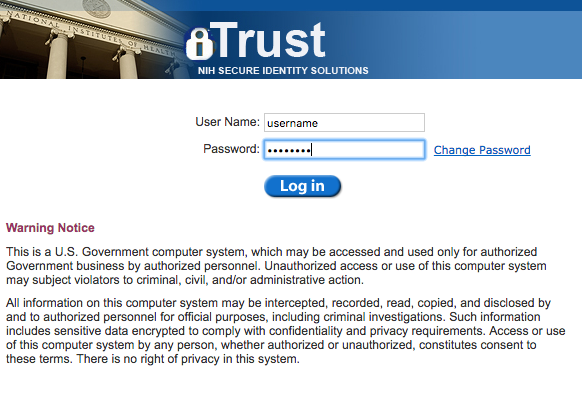 NATIONAL INSTITUTES OF HEALTH
iTrust
NIH SECURE IDENTITY SOLUTIONS
User Name: username
Password: •••••••• Change Password
Log in
Warning Notice
This is a U.S. Government computer system, which may be accessed and used only for authorized
Government business by authorized personnel. Unauthorized access or use of this computer system
may subject violators to criminal, civil, and/or administrative action.
All information on this computer system may be intercepted, recorded, read, copied, and disclosed by
and to authorized personnel for official purposes, including criminal investigations. Such information
includes sensitive data encrypted to comply with confidentiality and privacy requirements. Access or use
of this computer system by any person, whether authorized or unauthorized, constitutes consent to
these terms. There is no right of privacy in this system.